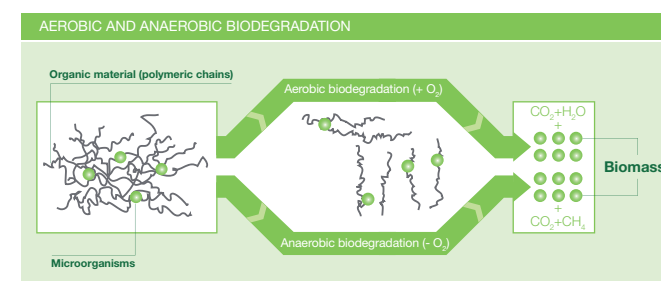 AEROBIC AND ANAEROBIC BIODEGRADATION
Organic material (polymeric chains)
Aerobic biodegradation (+ O₂)
CO₂+H₂O
+
Biomass
+
CO₂+CH₄
Anaerobic biodegradation (- O₂)
Microorganisms